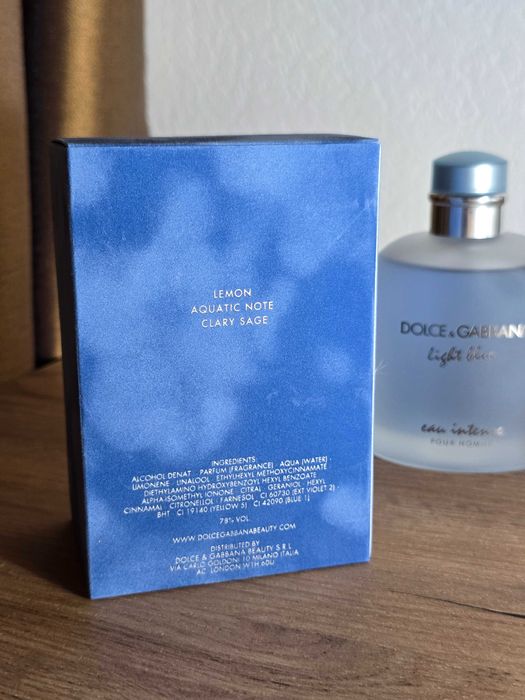 LEMON
AQUATIC NOTE
CLARY SAGE
INGREDIENTS:
ALCOHOL DENAT · PARFUM (FRAGRANCE) · AQUA (WATER) ·
LIMONENE · LINALOOL · ETHYLHEXYL METHOXYCINNAMATE
DIETHYLAMINO HYDROXYBENZOYL HEXYL BENZOATE
ALPHA-ISOMETHYL IONONE · CITRAL · GERANIOL · HEXYL
CINNAMAL · CITRONELLOL · FARNESOL · CI 60730 (EXT VIOLET 2) ·
BHT · CI 19140 (YELLOW 5) · CI 42090 (BLUE 1)
78% VOL.
WWW.DOLCEGABBANABEAUTY.COM
DISTRIBUTED BY
DOLCE & GABBANA BEAUTY S.R.L.
VIA CARLO GOLDONI 10 MILANO ITALIA
AC. LONDON W1H 6DU
DOLCE & GABBAN
light blue
eau intense
POUR HOMME